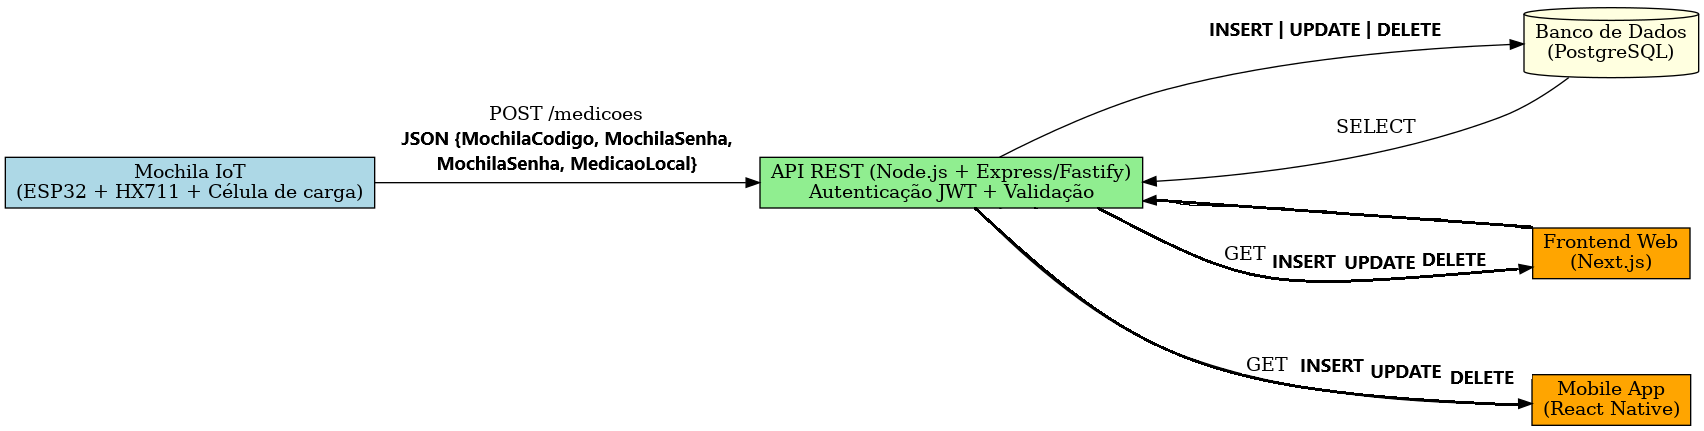 INSERT | UPDATE | DELETE
Banco de Dados
(PostgreSQL)
POST /medicoes
JSON {MochilaCodigo, MochilaSenha,
MochilaSenha, MedicaoLocal}
SELECT
Mochila IoT
(ESP32 + HX711 + Célula de carga)
API REST (Node.js + Express/Fastify)
Autenticação JWT + Validação
GET INSERT UPDATE DELETE
Frontend Web
(Next.js)
GET INSERT UPDATE DELETE
Mobile App
(React Native)